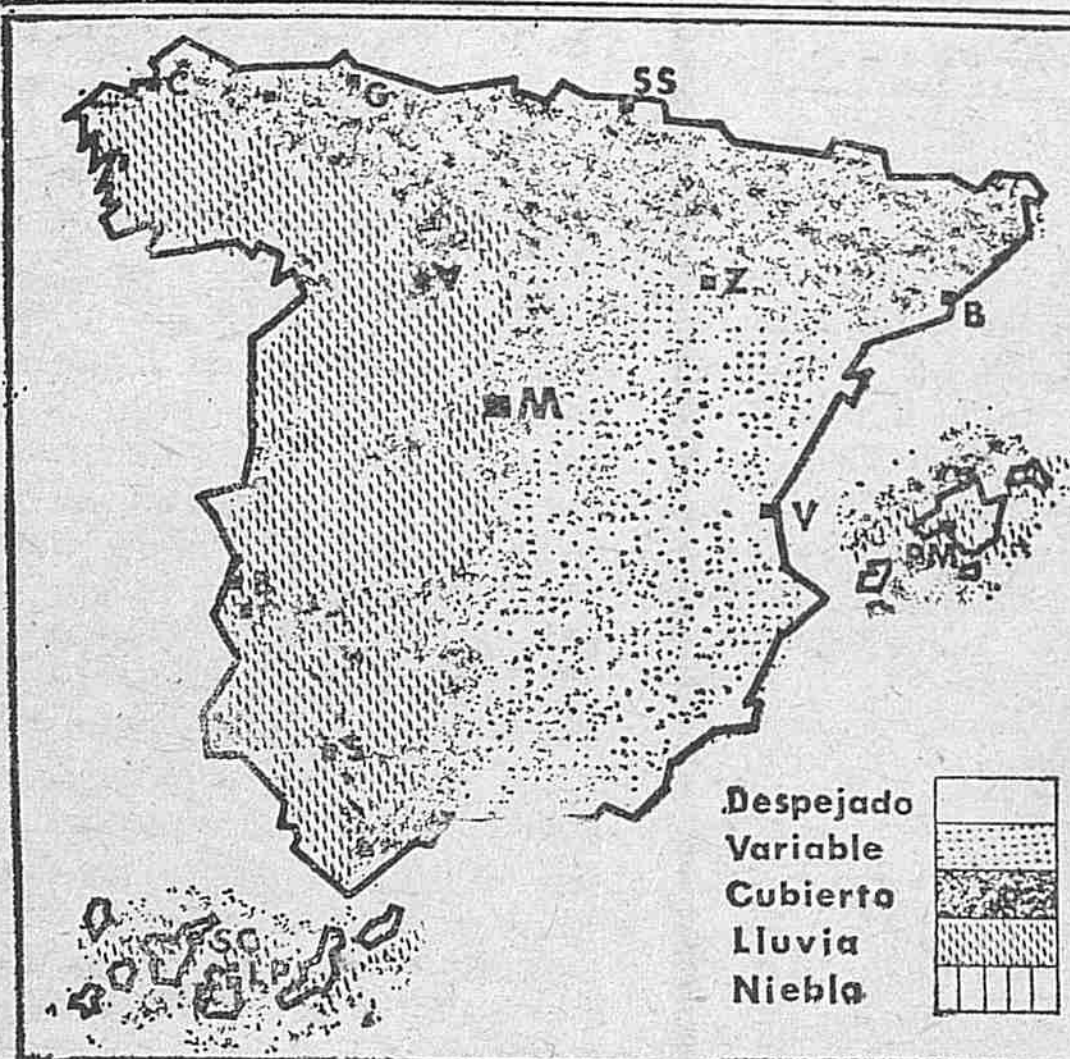 C
G
SS
V
Z
B
M
V
PM
B
S
SC
LP
Despejado
Variable
Cubierto
Lluvia
Niebla